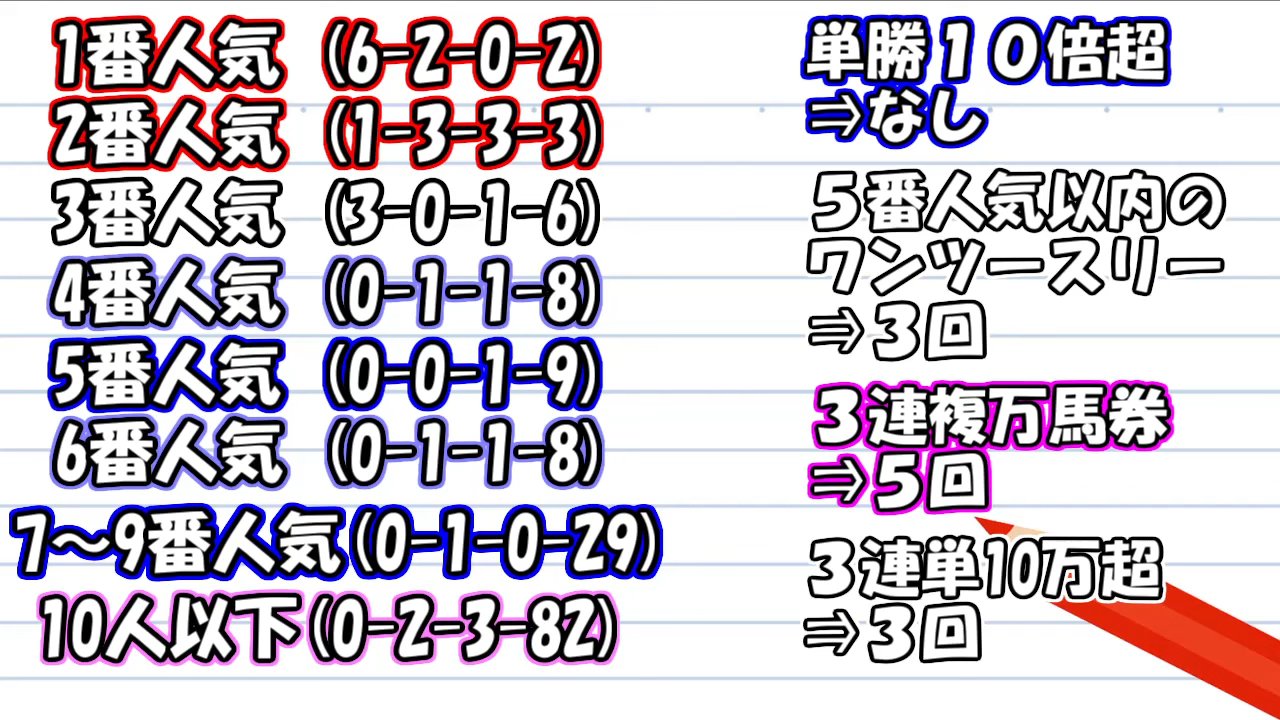 1番人気 (6-2-0-2)
2番人気 (1-3-3-3)
3番人気 (3-0-1-6)
4番人気 (0-1-1-8)
5番人気 (0-0-1-9)
6番人気 (0-1-1-8)
7～9番人気(0-1-0-29)
10人以下(0-2-3-82)
単勝１０倍超
⇒なし
５番人気以内の
ワンツースリー
⇒３回
３連複万馬券
⇒５回
３連単10万超
⇒３回